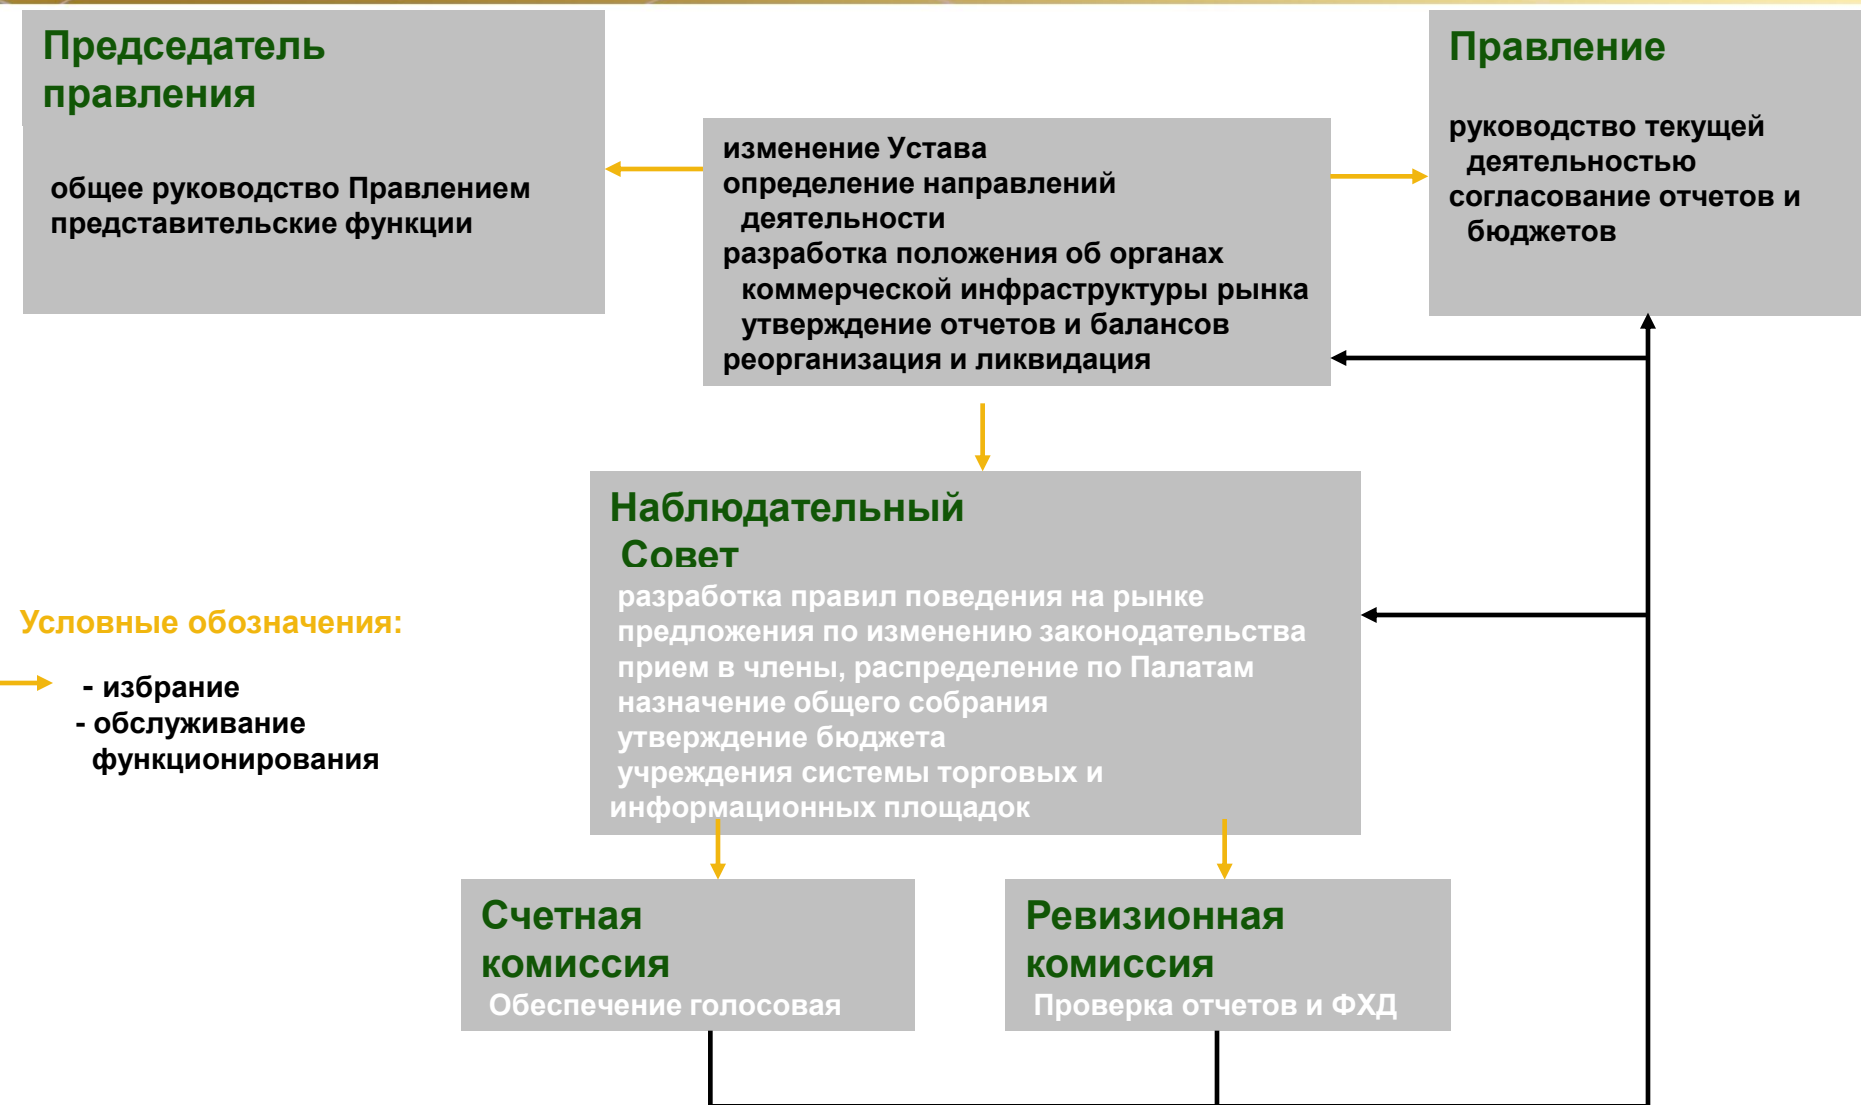 Председатель
правления
общее руководство Правлением
представительские функции
изменение Устава
определение направлений
деятельности
разработка положения об органах
коммерческой инфраструктуры рынка
утверждение отчетов и балансов
реорганизация и ликвидация
Правление
руководство текущей
деятельностью
согласование отчетов и
бюджетов
Наблюдательный
Совет
разработка правил поведения на рынке
предложения по изменению законодательства
прием в члены, распределение по Палатам
назначение общего собрания
утверждение бюджета
учреждения системы торговых и
информационных площадок
Условные обозначения:
- избрание
- обслуживание
функционирования
Счетная
комиссия
Обеспечение голосовая
Ревизионная
комиссия
Проверка отчетов и ФХД